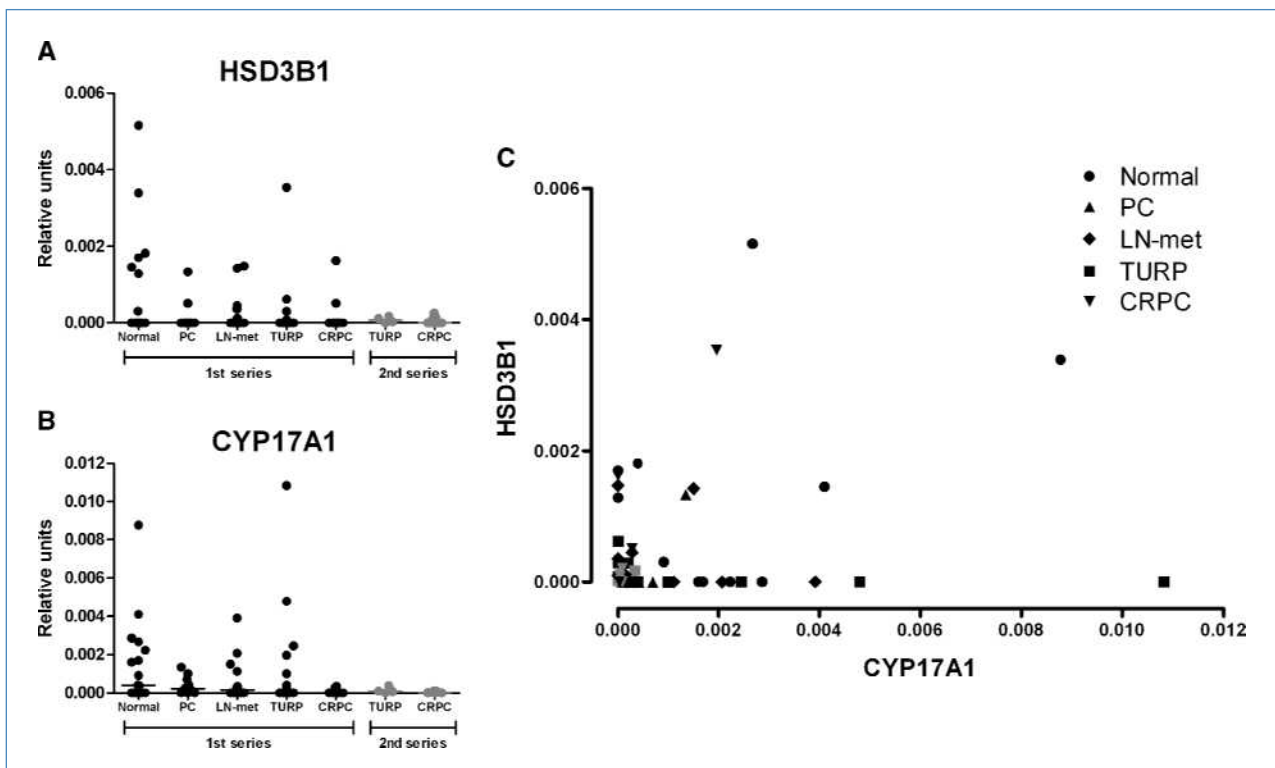 A
HSD3B1
Relative units
0.006
0.004
0.002
0.000
Normal PC LN-met TURP CRPC TURP CRPC
1st series 2nd series
B
CYP17A1
Relative units
0.012
0.010
0.008
0.006
0.004
0.002
0.000
Normal PC LN-met TURP CRPC TURP CRPC
1st series 2nd series
C
HSD3B1
0.006
0.004
0.002
0.000
0.000 0.002 0.004 0.006 0.008 0.010 0.012
CYP17A1
Normal
PC
LN-met
TURP
CRPC